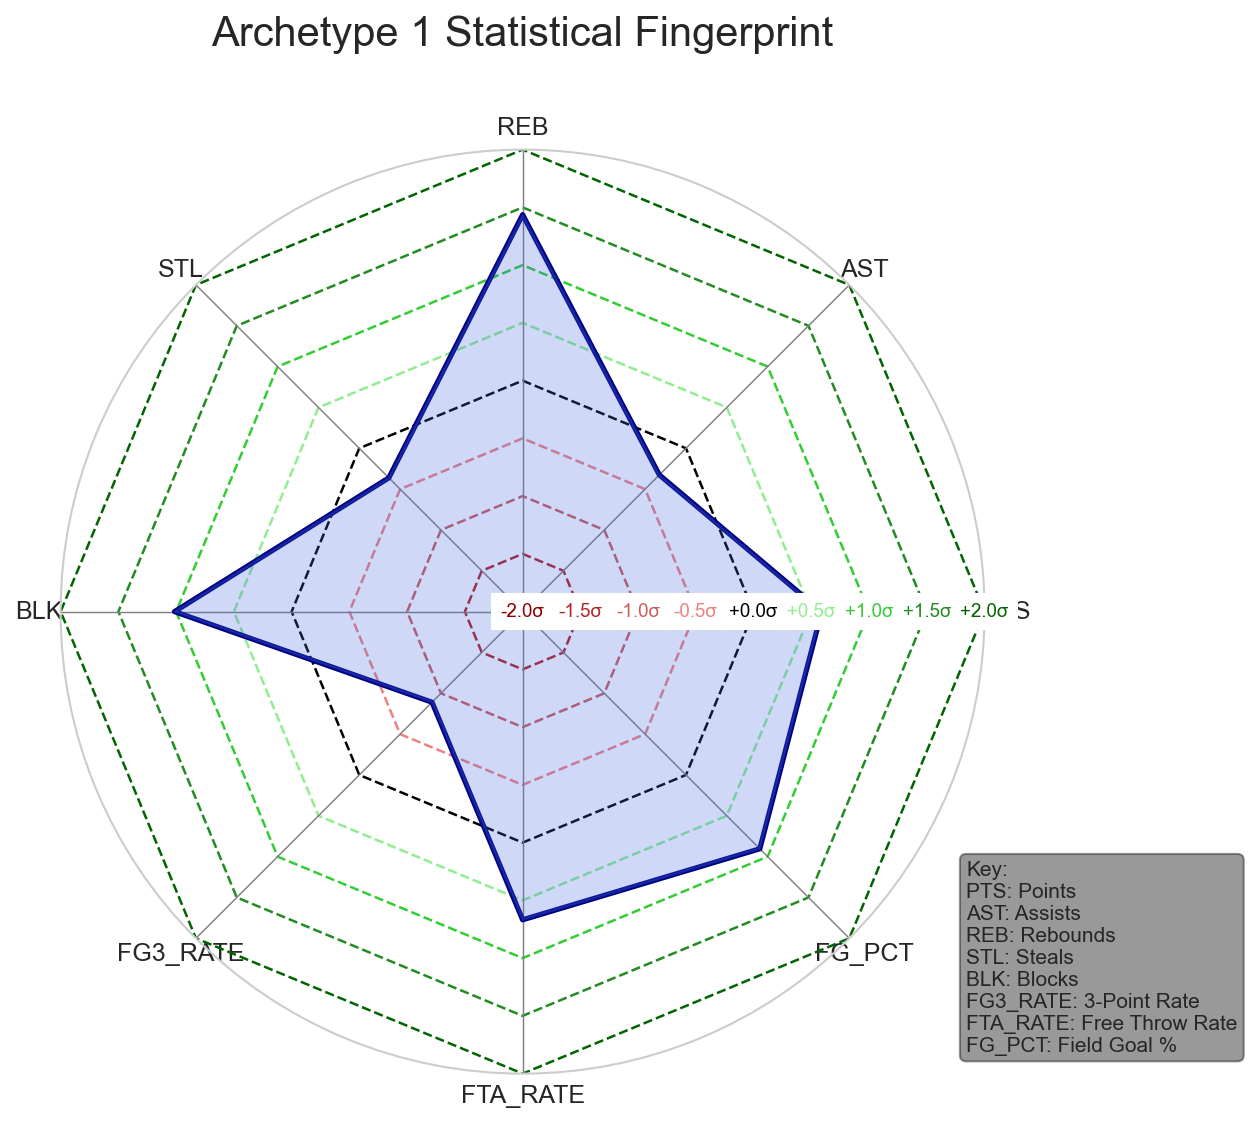 Archetype 1 Statistical Fingerprint
REB
STL
AST
BLK
-2.0σ -1.5σ -1.0σ -0.5σ +0.0σ +0.5σ +1.0σ +1.5σ +2.0σ
S
FG3_RATE
FG_PCT
FTA_RATE
Key:
PTS: Points
AST: Assists
REB: Rebounds
STL: Steals
BLK: Blocks
FG3_RATE: 3-Point Rate
FTA_RATE: Free Throw Rate
FG_PCT: Field Goal %